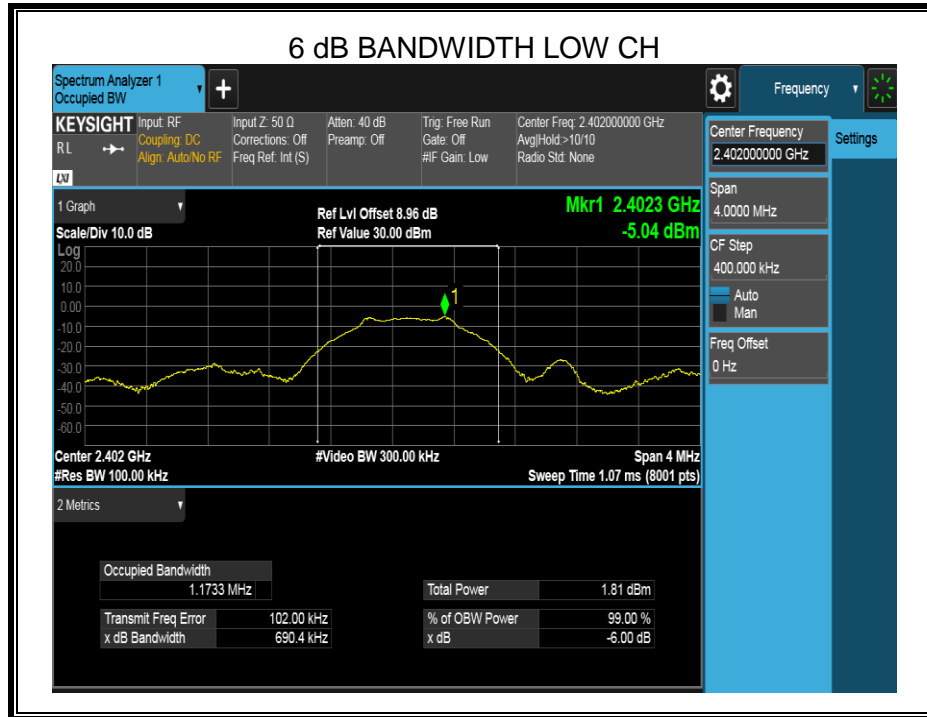 6 dB BANDWIDTH LOW CH
Spectrum Analyzer 1
Occupied BW
+
Frequency
KEYSIGHT
RL
LXI
Input: RF
Coupling: DC
Align: Auto/No RF
Input Z: 50 Ω
Corrections: Off
Freq Ref: Int (S)
Atten: 40 dB
Preamp: Off
Trig: Free Run
Gate: Off
#IF Gain: Low
Center Freq: 2.402000000 GHz
Avg|Hold:>10/10
Radio Std: None
Center Frequency
2.402000000 GHz
Settings
Span
4.0000 MHz
CF Step
400.000 kHz
Auto
Man
Freq Offset
0 Hz
1 Graph
Scale/Div 10.0 dB
Ref Lvl Offset 8.96 dB
Ref Value 30.00 dBm
Mkr1 2.4023 GHz
-5.04 dBm
Log
20.0
10.0
0.00
-10.0
-20.0
-30.0
-40.0
-50.0
-60.0
1
Center 2.402 GHz
#Video BW 300.00 kHz
Span 4 MHz
#Res BW 100.00 kHz
Sweep Time 1.07 ms (8001 pts)
2 Metrics
Occupied Bandwidth
1.1733 MHz
Total Power 1.81 dBm
Transmit Freq Error 102.00 kHz
% of OBW Power 99.00 %
x dB Bandwidth 690.4 kHz
x dB -6.00 dB